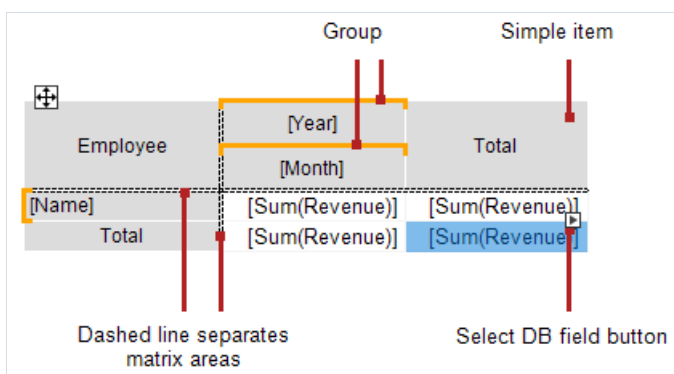 Group Simple item
[Year]
Employee Total
[Month]
[Name] [Sum(Revenue)] [Sum(Revenue)]
Total [Sum(Revenue)] [Sum(Revenue)]
Dashed line separates
matrix areas
Select DB field button